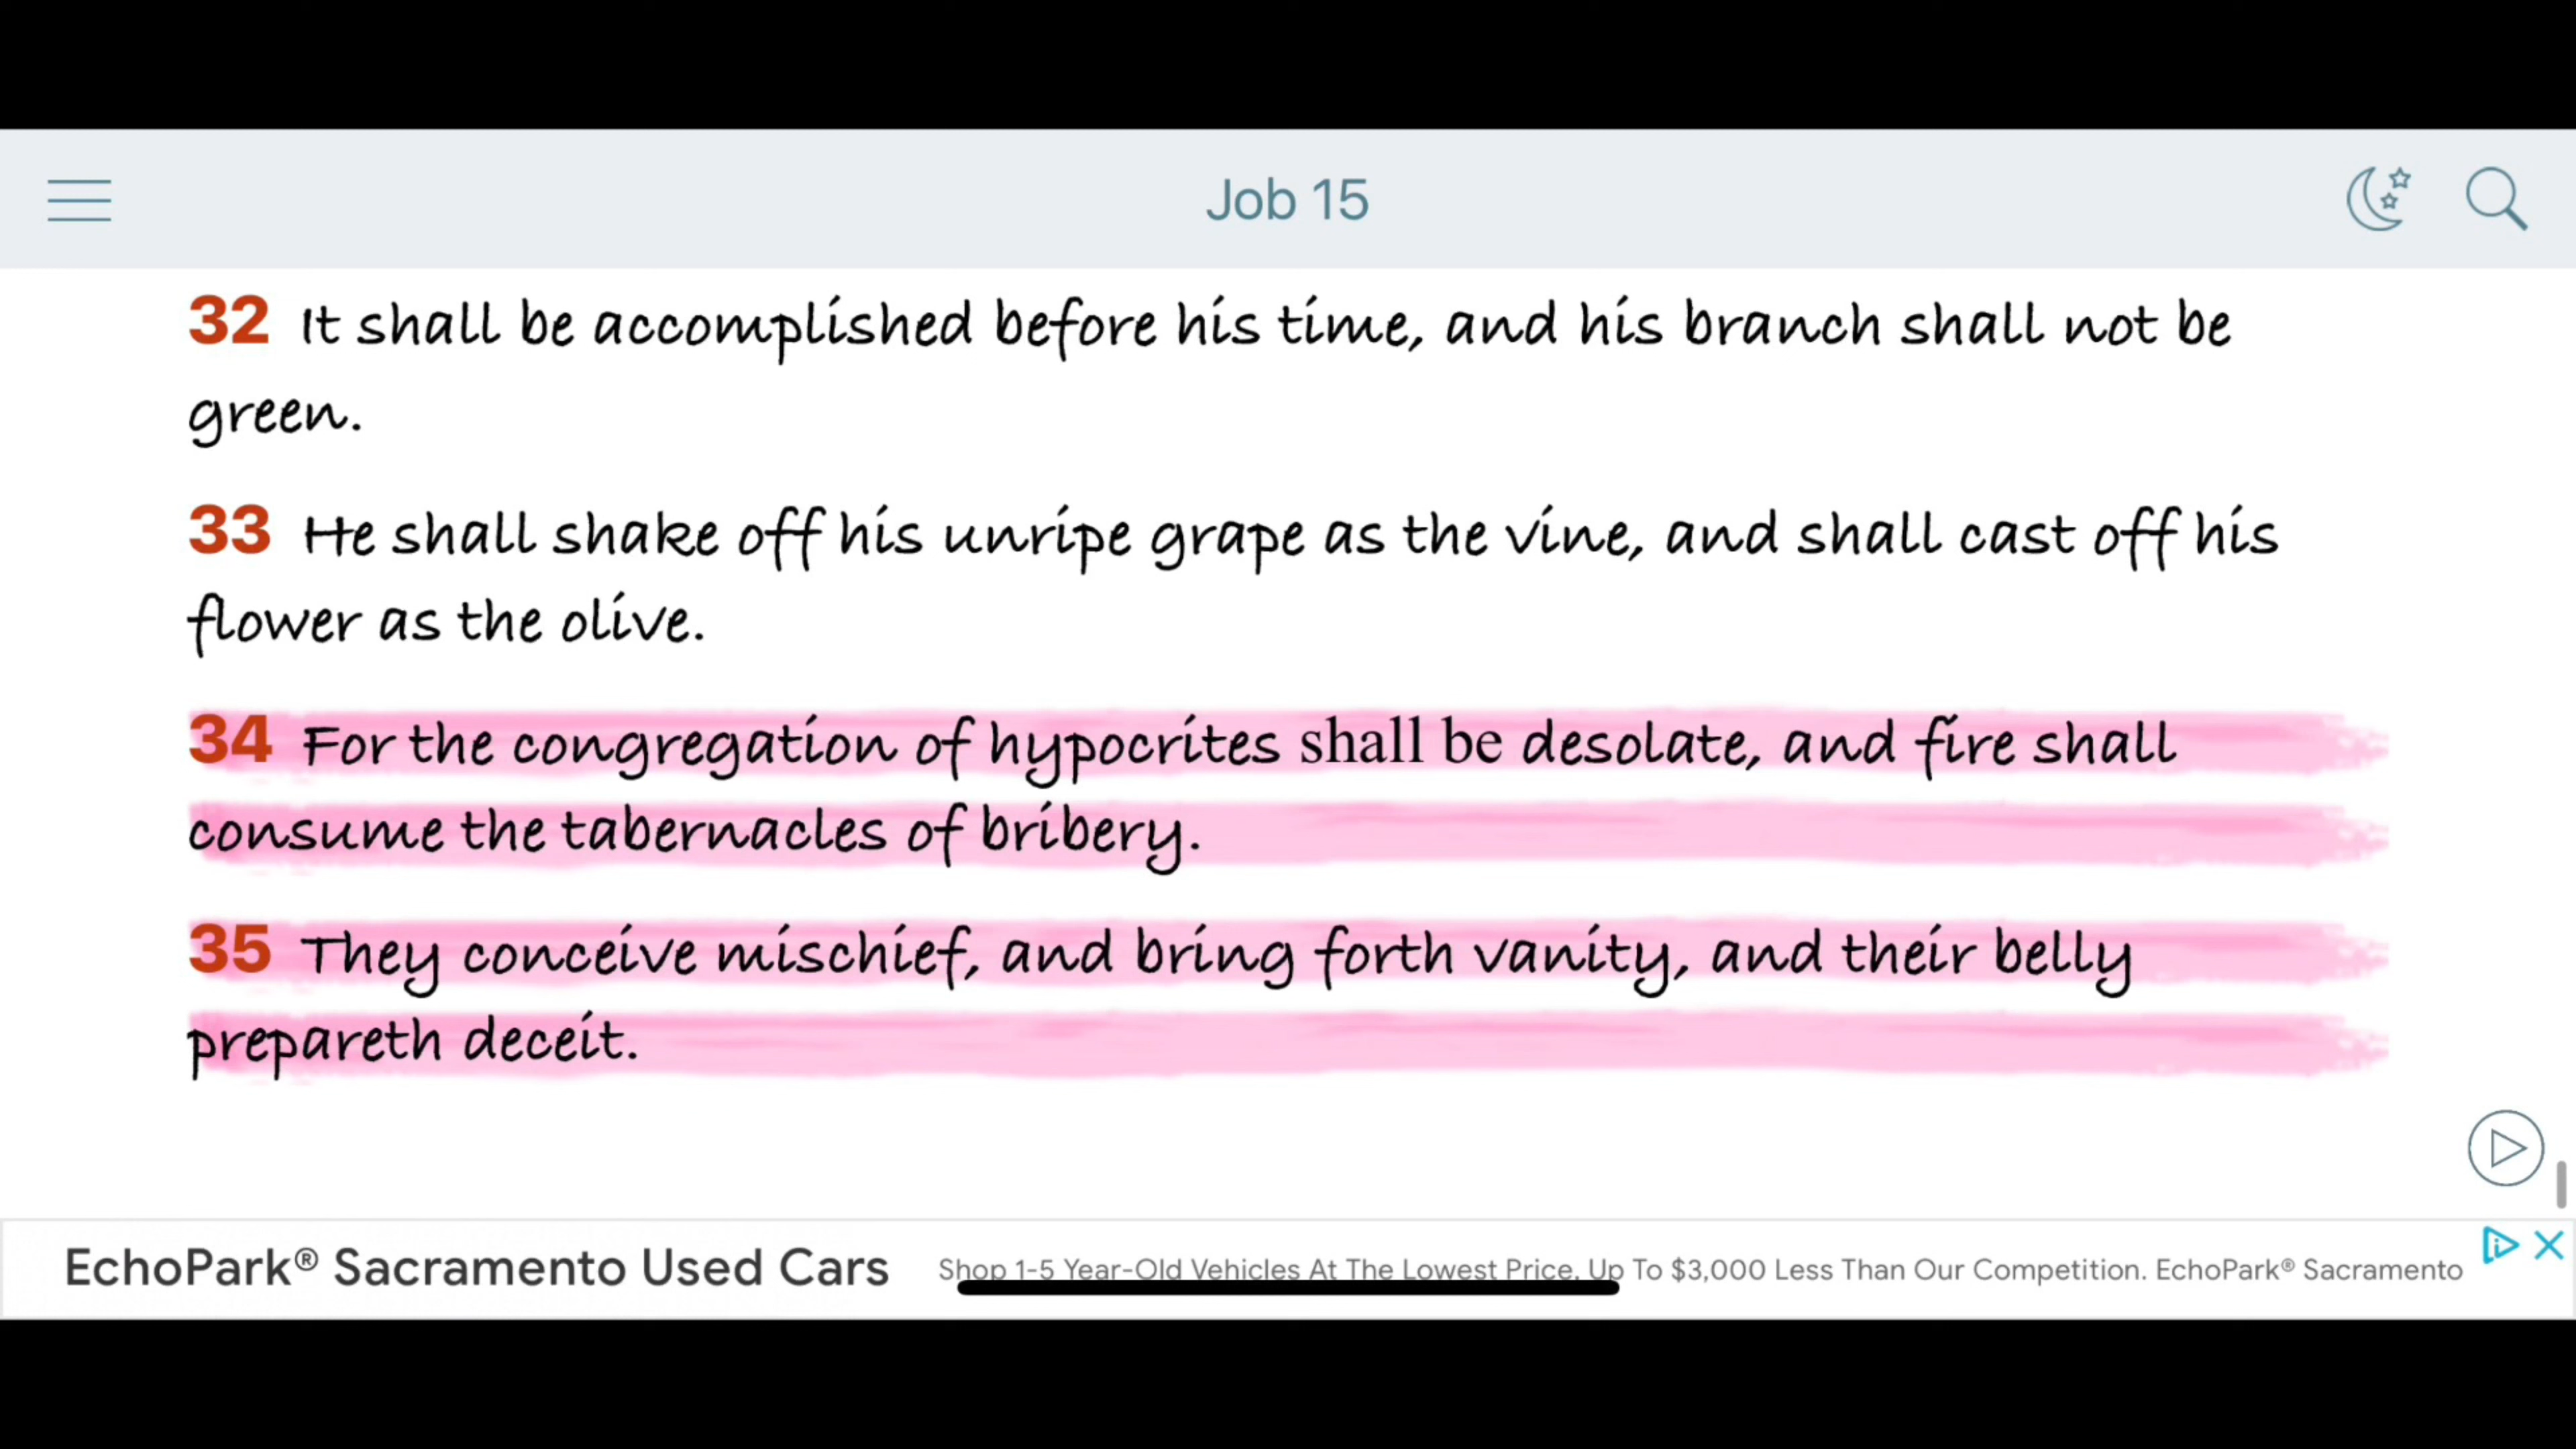 Job 15
32 It shall be accomplished before his time, and his branch shall not be
green.
33 He shall shake off his unripe grape as the vine, and shall cast off his
flower as the olive.
34 For the congregation of hypocrites shall be desolate, and fire shall
consume the tabernacles of bribery.
35 They conceive mischief, and bring forth vanity, and their belly
prepareth deceit.
EchoPark® Sacramento Used Cars Shop 1-5 Year-Old Vehicles At The Lowest Price, Up To $3,000 Less Than Our Competition. EchoPark® Sacramento